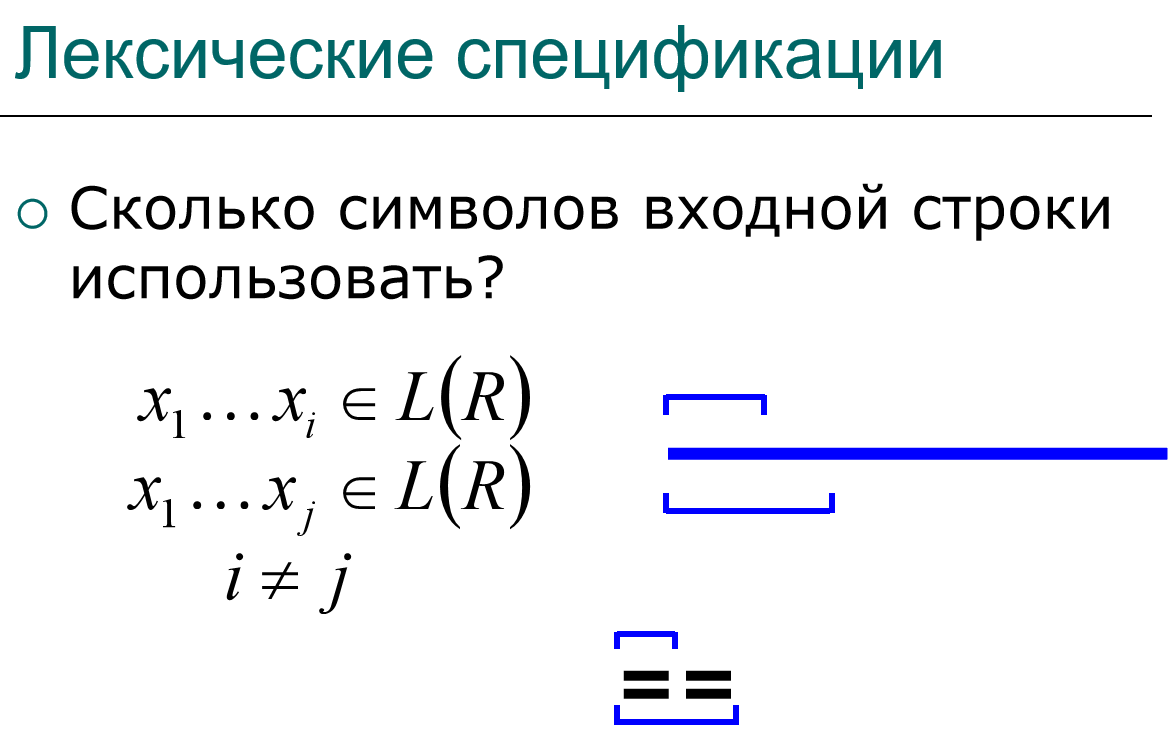 Лексические спецификации
Сколько символов входной строки
использовать?
x₁…xᵢ ∈ L(R)
x₁…xⱼ ∈ L(R)
i ≠ j
==